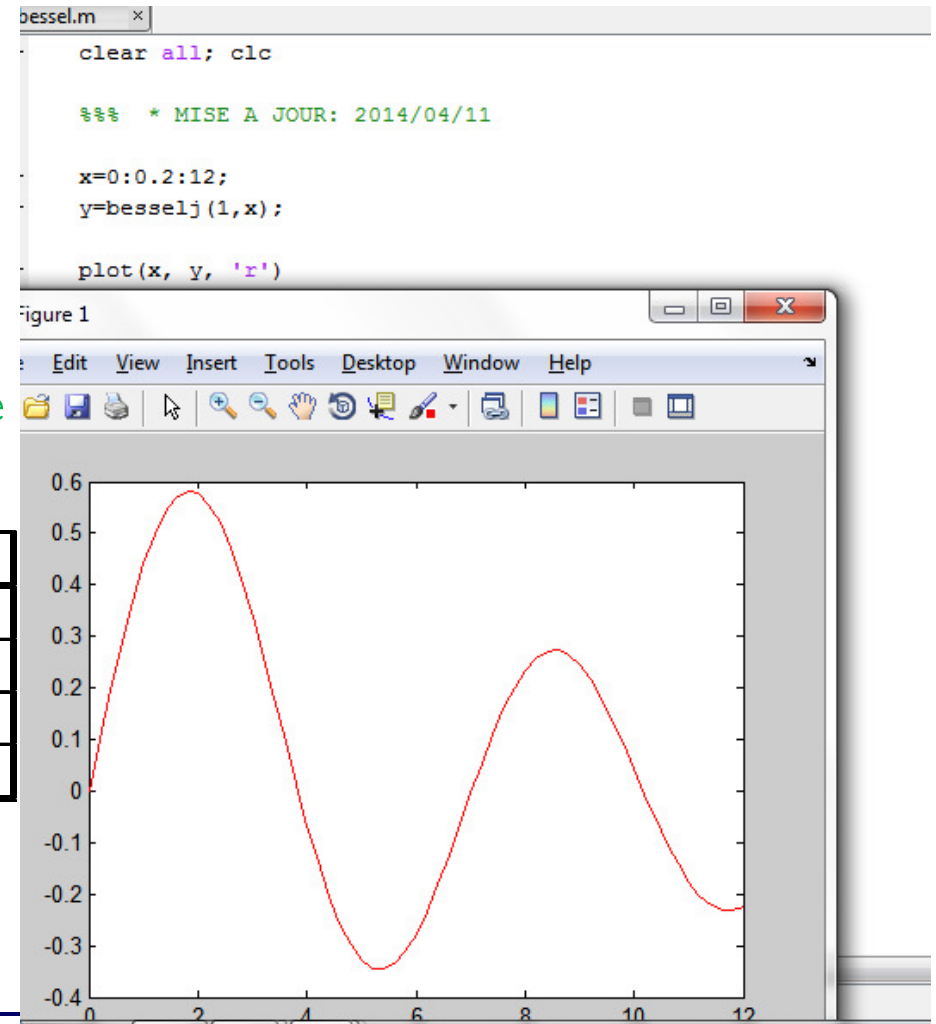 bessel.m ×
clear all; clc
%%% * MISE A JOUR: 2014/04/11
x=0:0.2:12;
y=besselj(1,x);
plot(x, y, 'r')
Figure 1
Edit View Insert Tools Desktop Window Help
0.6
0.5
0.4
0.3
0.2
0.1
0
-0.1
-0.2
-0.3
-0.4
0 2 4 6 8 10 12